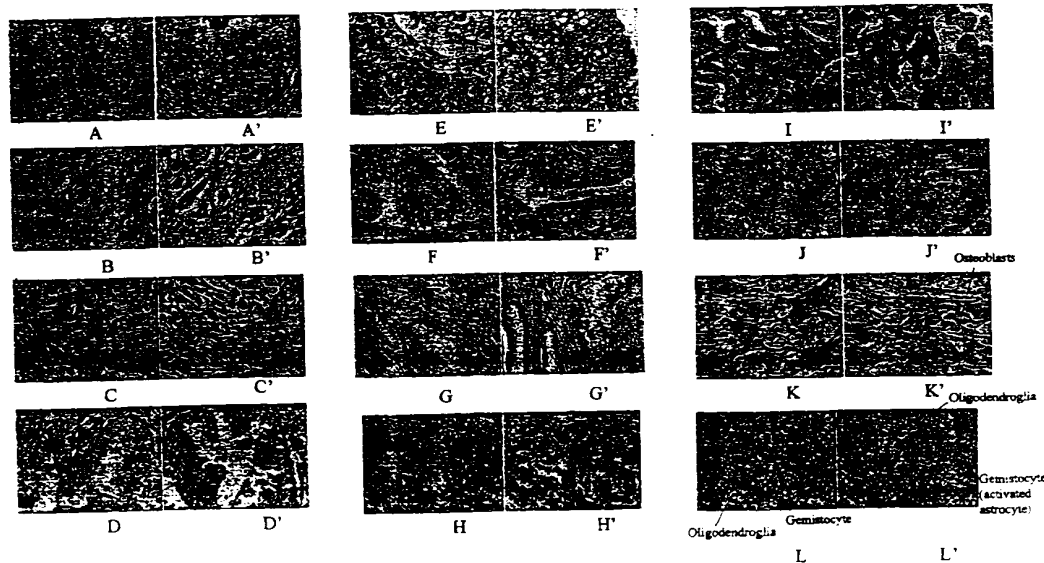 A A' E E' I I'
B B' F F' J J'
Osteoblasts
C C' G G' K K'
Oligodendroglia
Gemistocyte
(activated
astrocyte)
D D' H H' Gemistocyte
Oligodendroglia
L L'